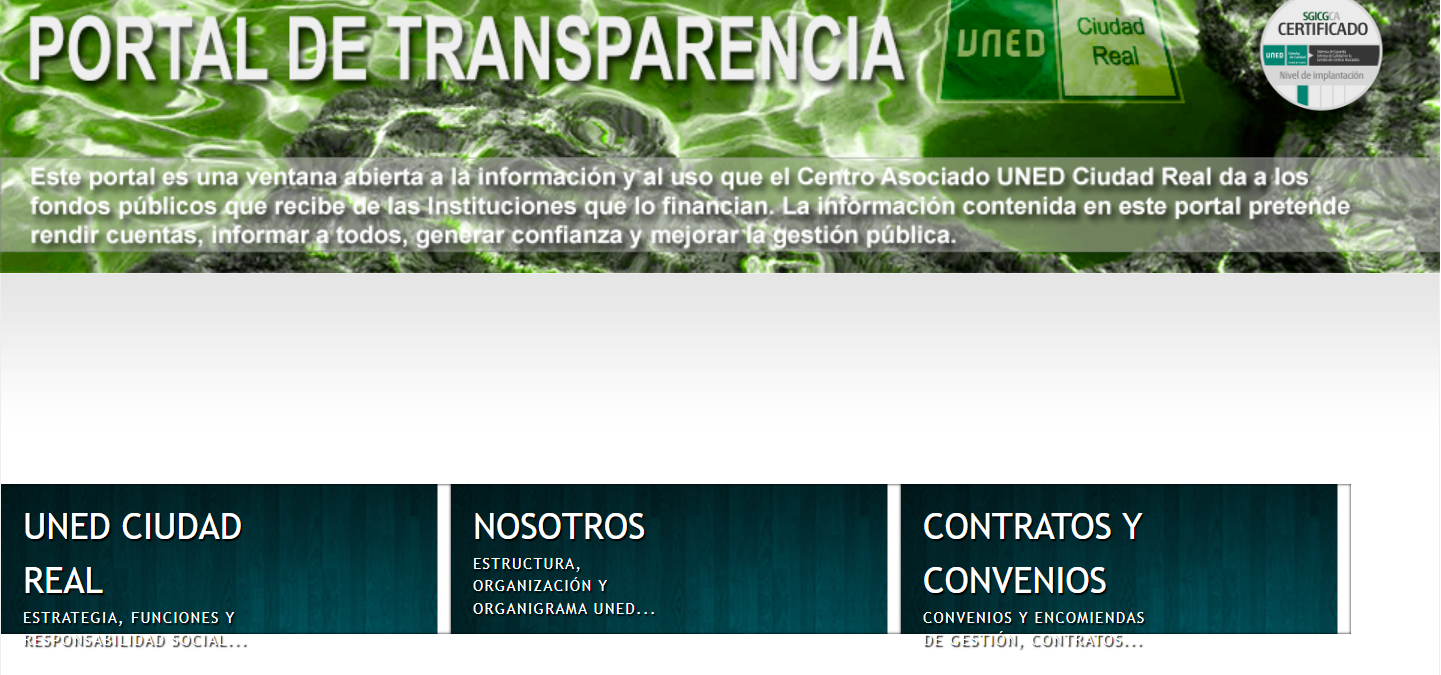 PORTAL DE TRANSPARENCIA
UNED
Ciudad
Real
SGICGCA
CERTIFICADO
UNED
Nivel de implantación
Este portal es una ventana abierta a la información y al uso que el Centro Asociado UNED Ciudad Real da a los
fondos públicos que recibe de las Instituciones que lo financian. La información contenida en este portal pretende
rendir cuentas, informar a todos, generar confianza y mejorar la gestión pública.
UNED CIUDAD
REAL
ESTRATEGIA, FUNCIONES Y
RESPONSABILIDAD SOCIAL...
NOSOTROS
ESTRUCTURA,
ORGANIZACIÓN Y
ORGANIGRAMA UNED...
CONTRATOS Y
CONVENIOS
CONVENIOS Y ENCOMIENDAS
DE GESTIÓN, CONTRATOS...